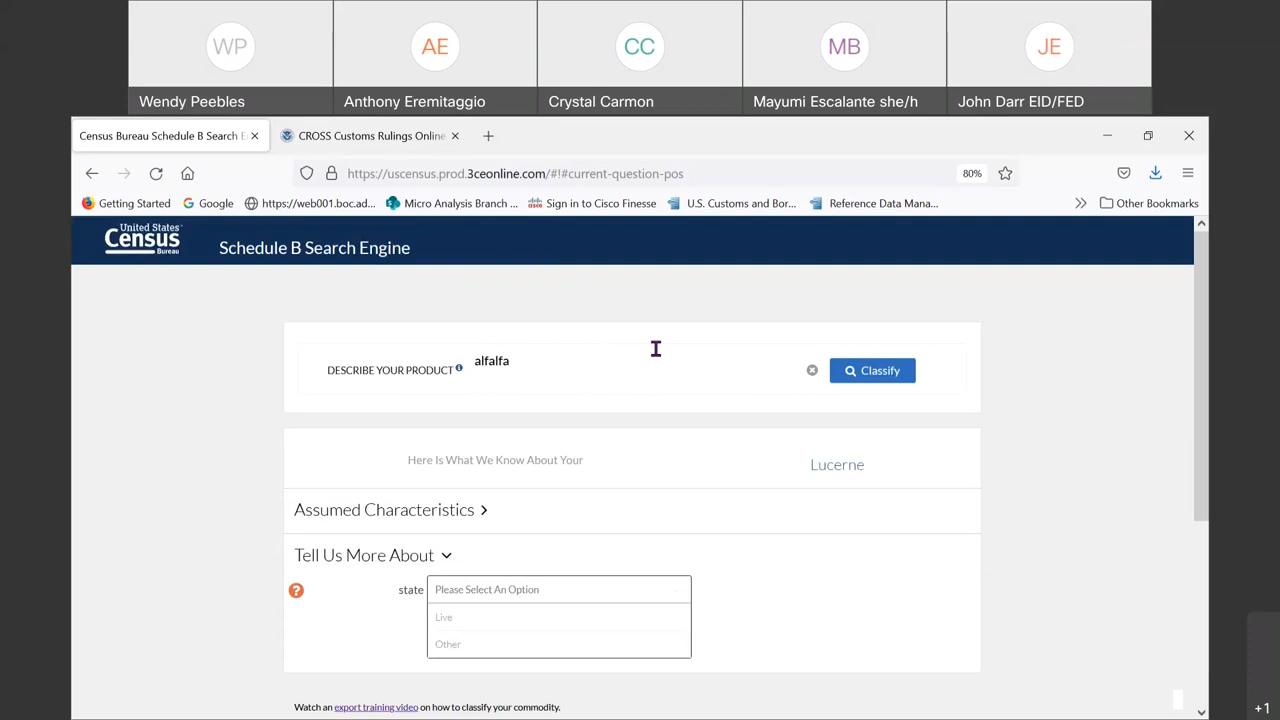 WP
AE
CC
MB
JE
Wendy Peebles
Anthony Eremitaggio
Crystal Carmon
Mayumi Escalante she/h
John Darr EID/FED
Census Bureau Schedule B Search E
CROSS Customs Rulings Online
https://uscensus.prod.3ceonline.com/#!#current-question-pos
80%
Getting Started
Google
https://web001.boc.ad...
Micro Analysis Branch ...
Sign in to Cisco Finesse
U.S. Customs and Bor...
Reference Data Mana...
Other Bookmarks
United States
Census
Bureau
Schedule B Search Engine
DESCRIBE YOUR PRODUCT
alfalfa
Classify
Here Is What We Know About Your
Lucerne
Assumed Characteristics
Tell Us More About
? state
Please Select An Option
Live
Other
Watch an export training video on how to classify your commodity.
+1